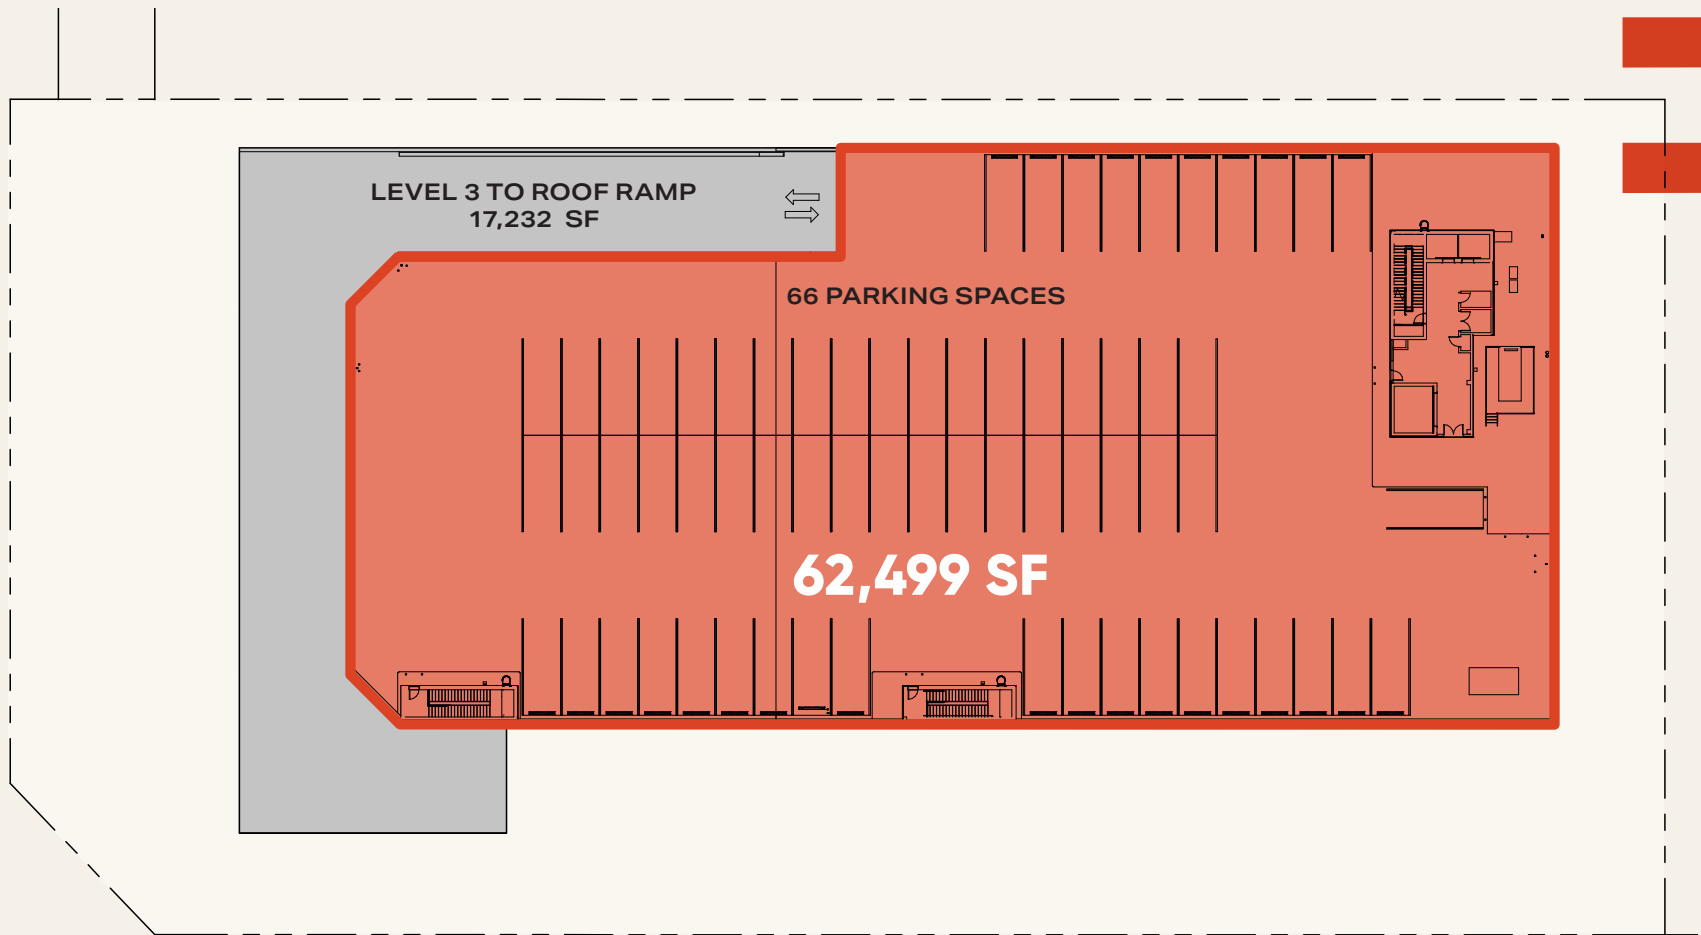 LEVEL 3 TO ROOF RAMP
17,232 SF
66 PARKING SPACES
62,499 SF